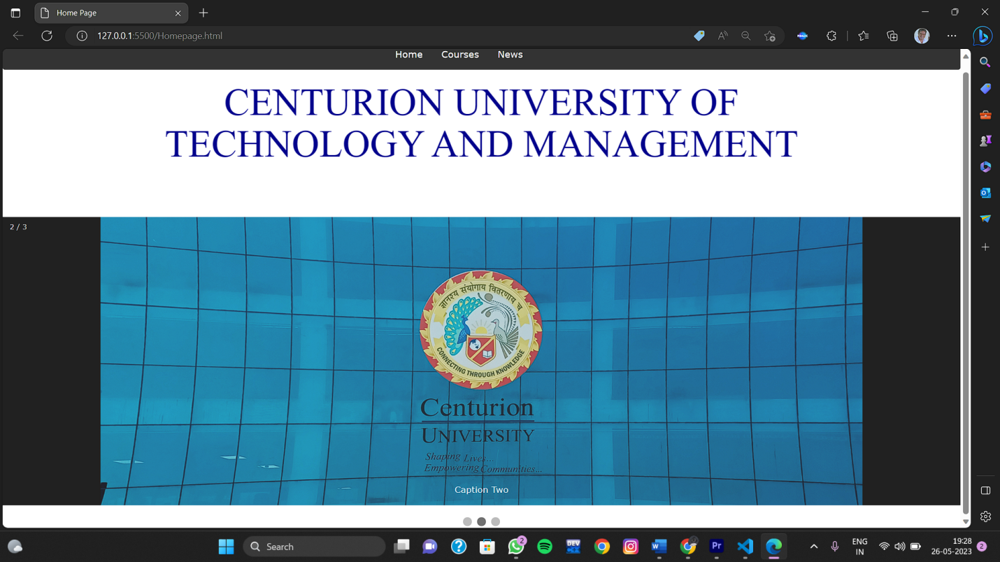 Home Page
127.0.0.1:5500/Homepage.html
Home Courses News
CENTURION UNIVERSITY OF
TECHNOLOGY AND MANAGEMENT
2 / 3
ज्ञानश्य संयोगाय वितरणाय च
CONNECTING THROUGH KNOWLEDGE
Centurion
UNIVERSITY
Shaping Lives...
Empowering Communities...
Caption Two
Search
2
DEV
C++
Pr
ENG
IN
19:28
26-05-2023
2